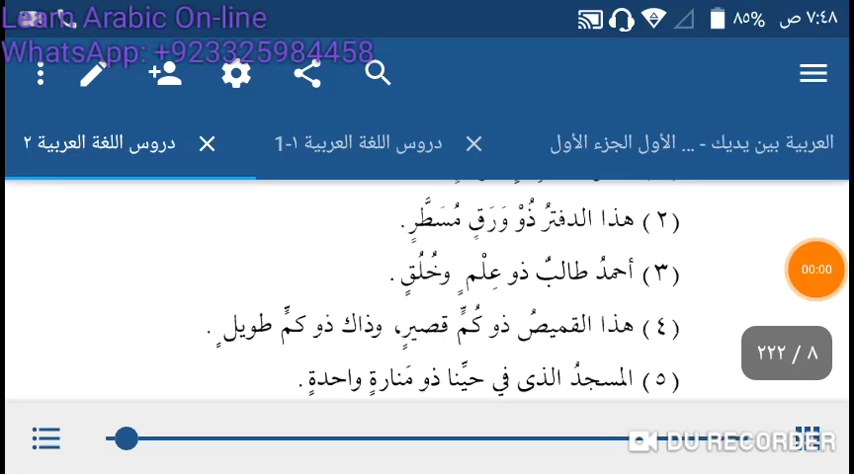 Learn Arabic On-line
٧:٤٨ ص ٨٥%
WhatsApp: +923325984458
العربية بين يديك - ... الأول الجزء الأول
دروس اللغة العربية ١-1
دروس اللغة العربية ٢
(٢) هذا الدفترُ ذُوْ وَرَقٍ مُسَطَّرٍ.
(٣) أحمدُ طالبٌ ذو عِلْمٍ وخُلُقٍ.
(٤) هذا القميصُ ذو كُمٍّ قصيرٍ، وذاك ذو كمٍّ طويلٍ.
(٥) المسجدُ الذى في حيِّنا ذو مَنارةٍ واحدةٍ.
00:00
٨ / ٢٢٢
DU RECORDER